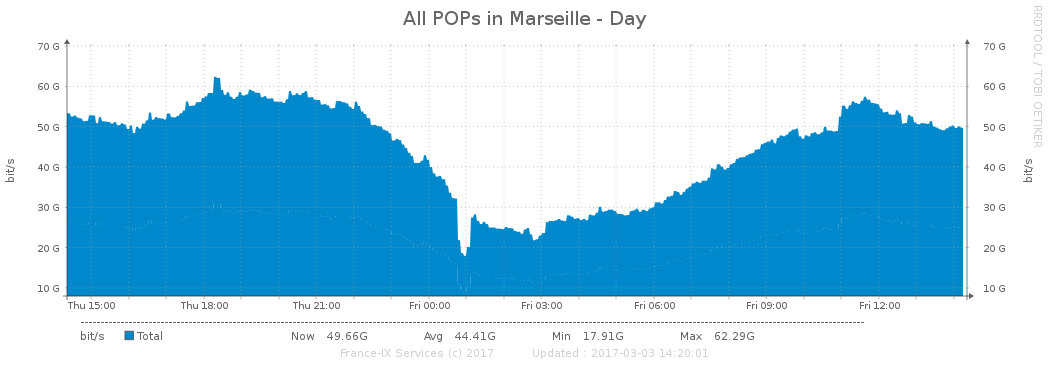 All POPs in Marseille - Day
RRDTOOL / TOBI OETIKER
70 G 70 G
60 G 60 G
50 G 50 G
40 G 40 G
30 G 30 G
20 G 20 G
10 G 10 G
bit/s bit/s
Thu 15:00 Thu 18:00 Thu 21:00 Fri 00:00 Fri 03:00 Fri 06:00 Fri 09:00 Fri 12:00
bit/s Total Now 49.66G Avg 44.41G Min 17.91G Max 62.29G
France-IX Services (c) 2017 Updated : 2017-03-03 14:20:01